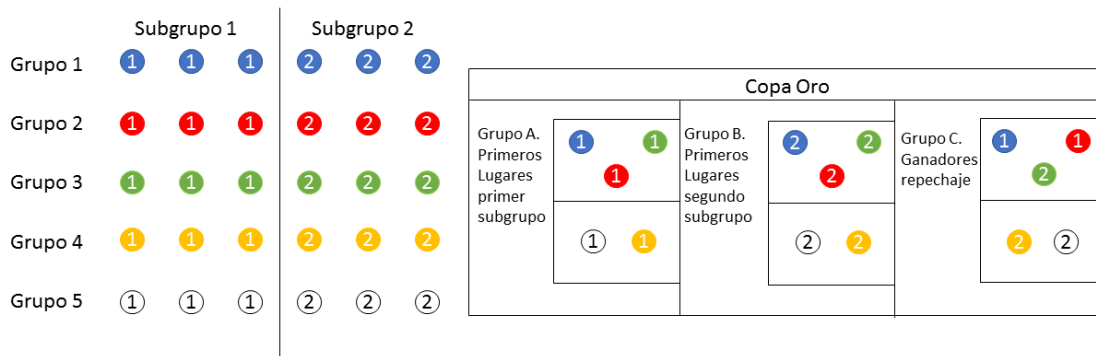 Subgrupo 1 Subgrupo 2
Grupo 1 1 1 1 2 2 2
Grupo 2 1 1 1 2 2 2
Grupo 3 1 1 1 2 2 2
Grupo 4 1 1 1 2 2 2
Grupo 5 1 1 1 2 2 2
Copa Oro
Grupo A.
Primeros
Lugares
primer
subgrupo
1 1
1
1 1
Grupo B.
Primeros
Lugares
segundo
subgrupo
2 2
2
2 2
Grupo C.
Ganadores
repechaje
1 1
2
2 2